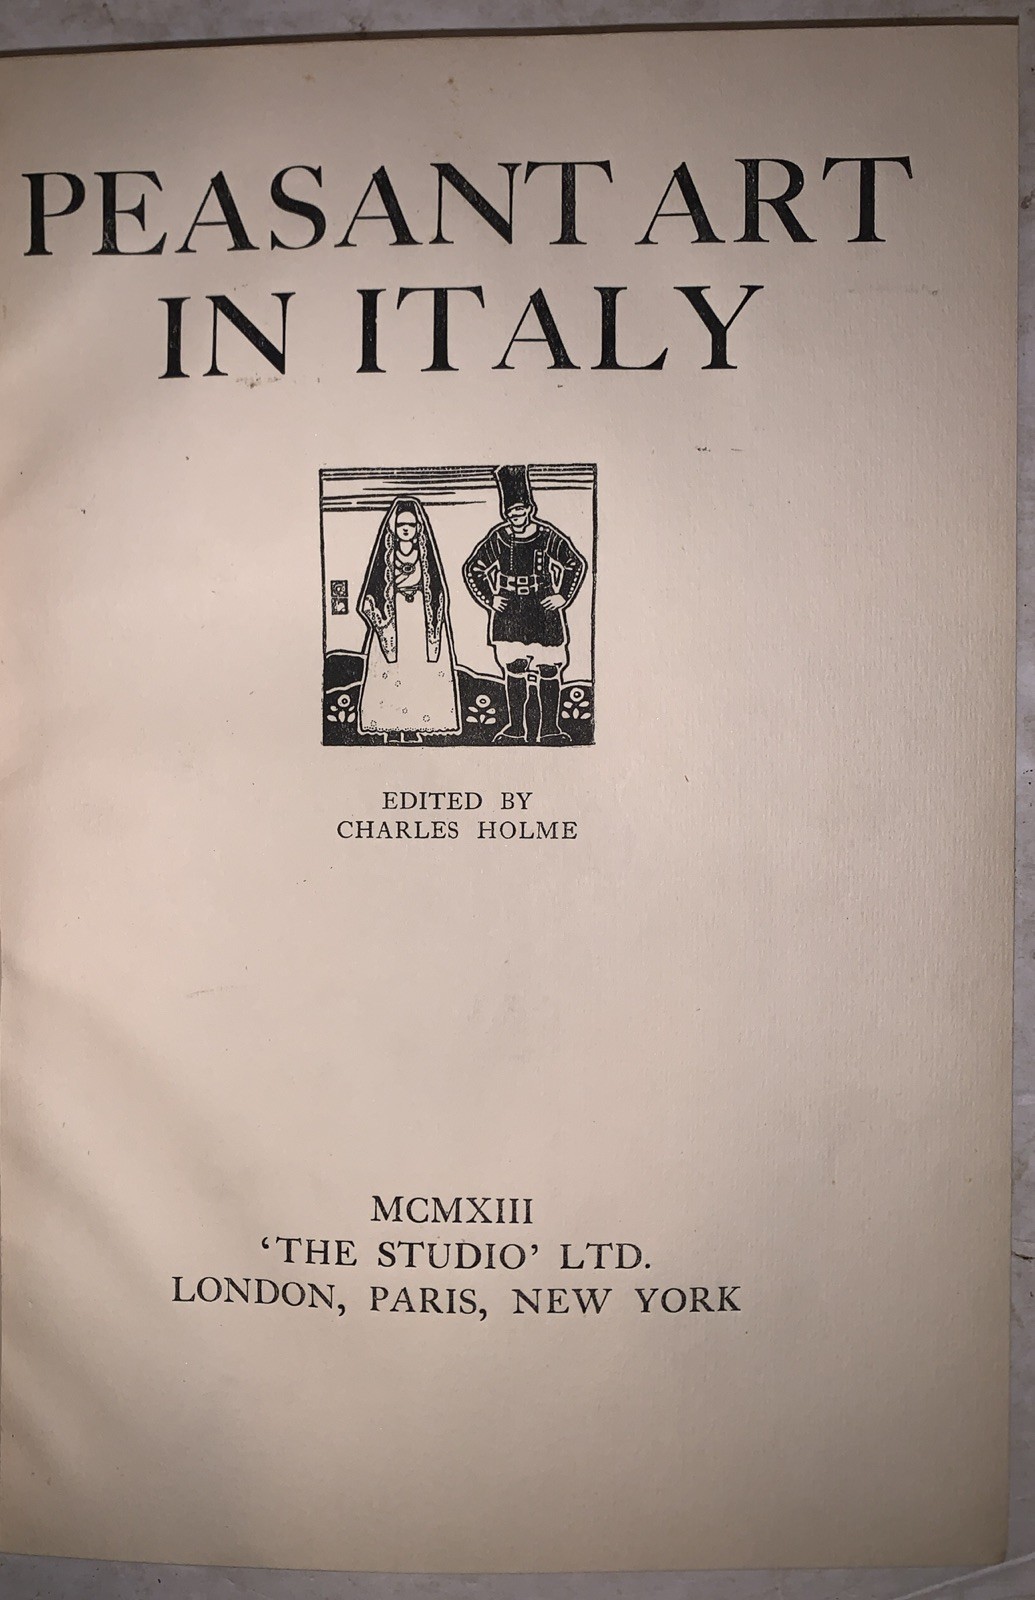 PEASANT ART
IN ITALY
EDITED BY
CHARLES HOLME
MCMXIII
‘THE STUDIO’ LTD.
LONDON, PARIS, NEW YORK